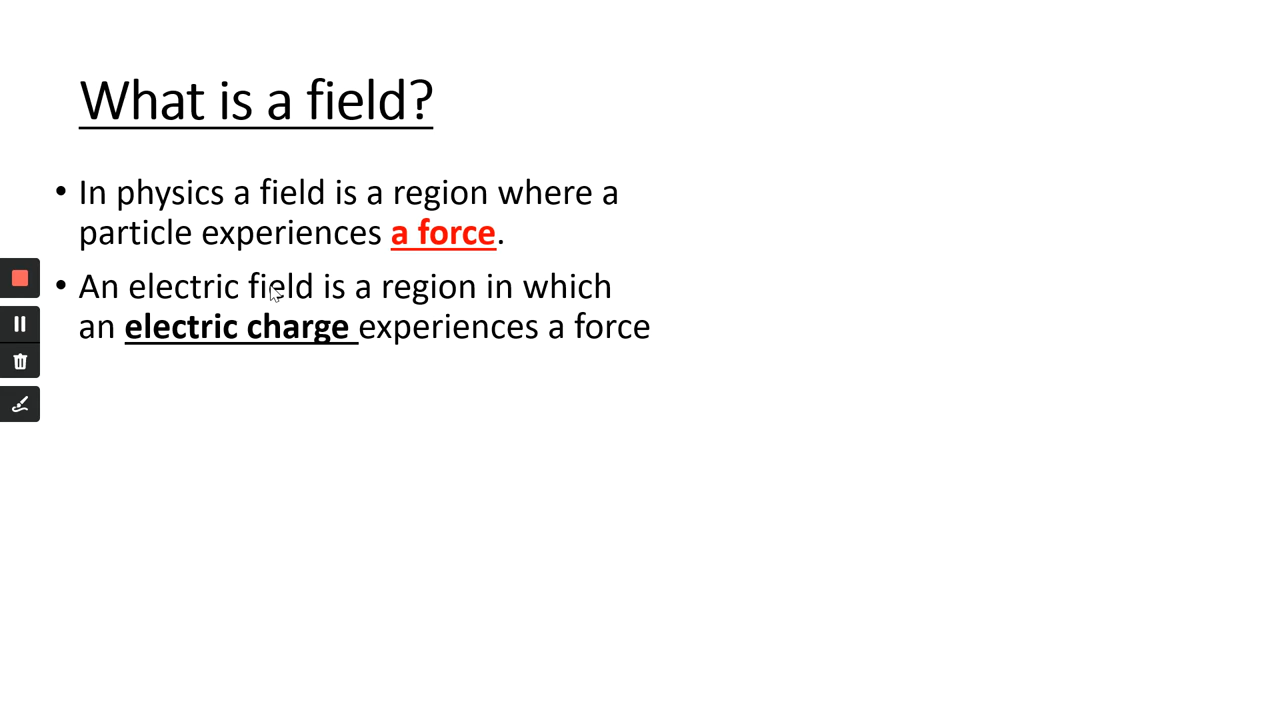 What is a field?
• In physics a field is a region where a
particle experiences a force.
• An electric field is a region in which
an electric charge experiences a force